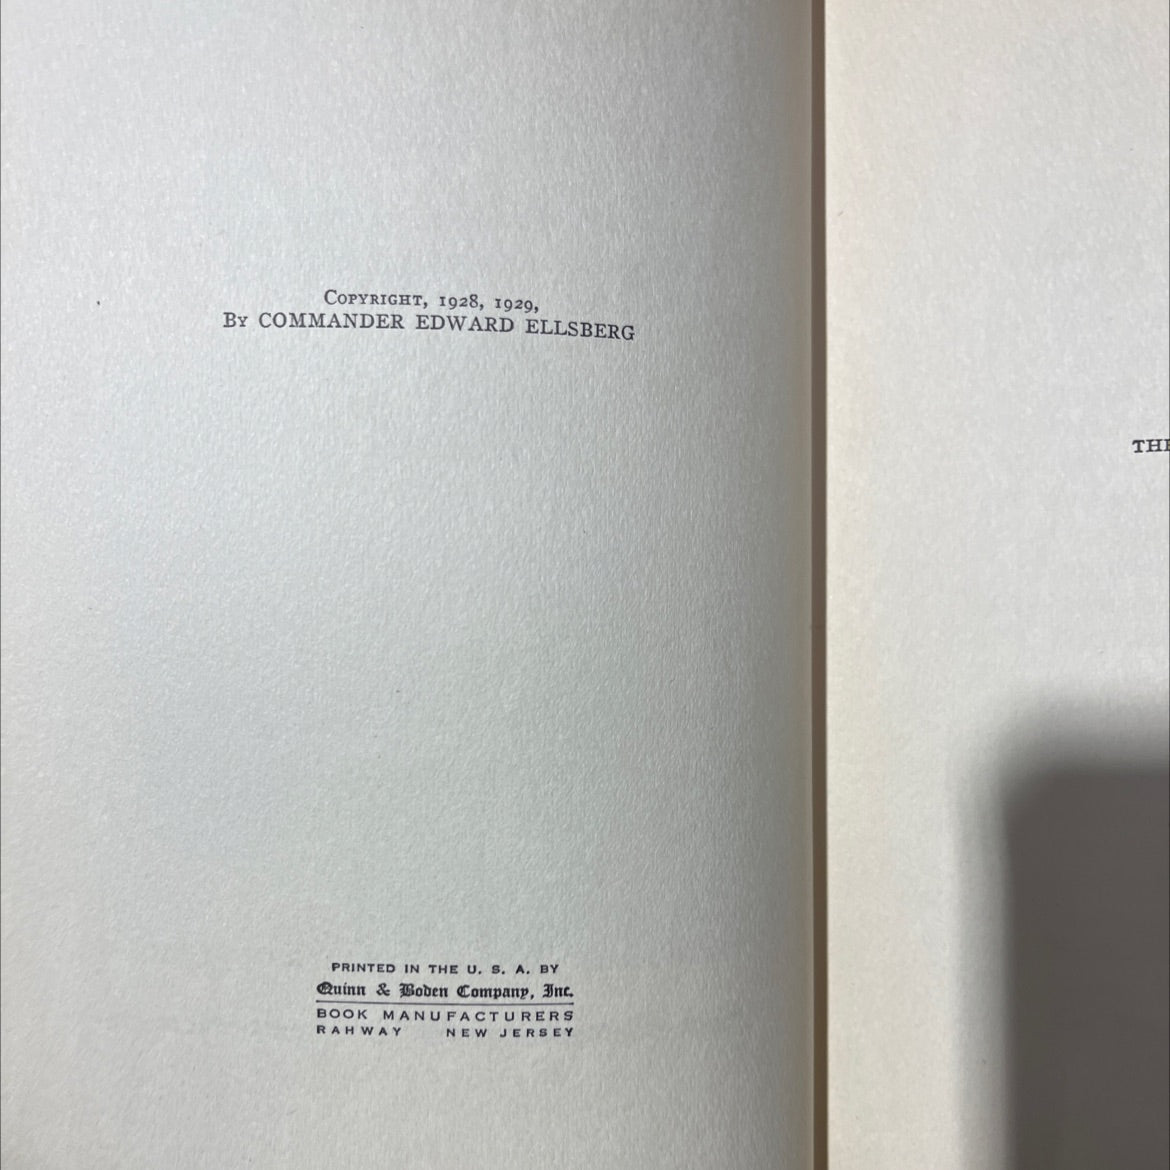 Copyright, 1928, 1929,
By COMMANDER EDWARD ELLSBERG
PRINTED IN THE U. S. A. BY
Quinn & Boden Company, Inc.
BOOK MANUFACTURERS
RAHWAY NEW JERSEY